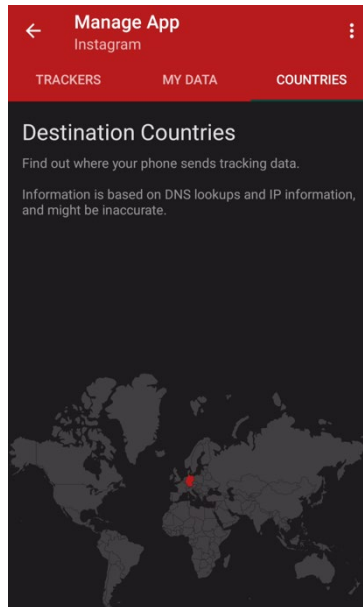 Manage App
Instagram
TRACKERS MY DATA COUNTRIES
Destination Countries
Find out where your phone sends tracking data.
Information is based on DNS lookups and IP information,
and might be inaccurate.